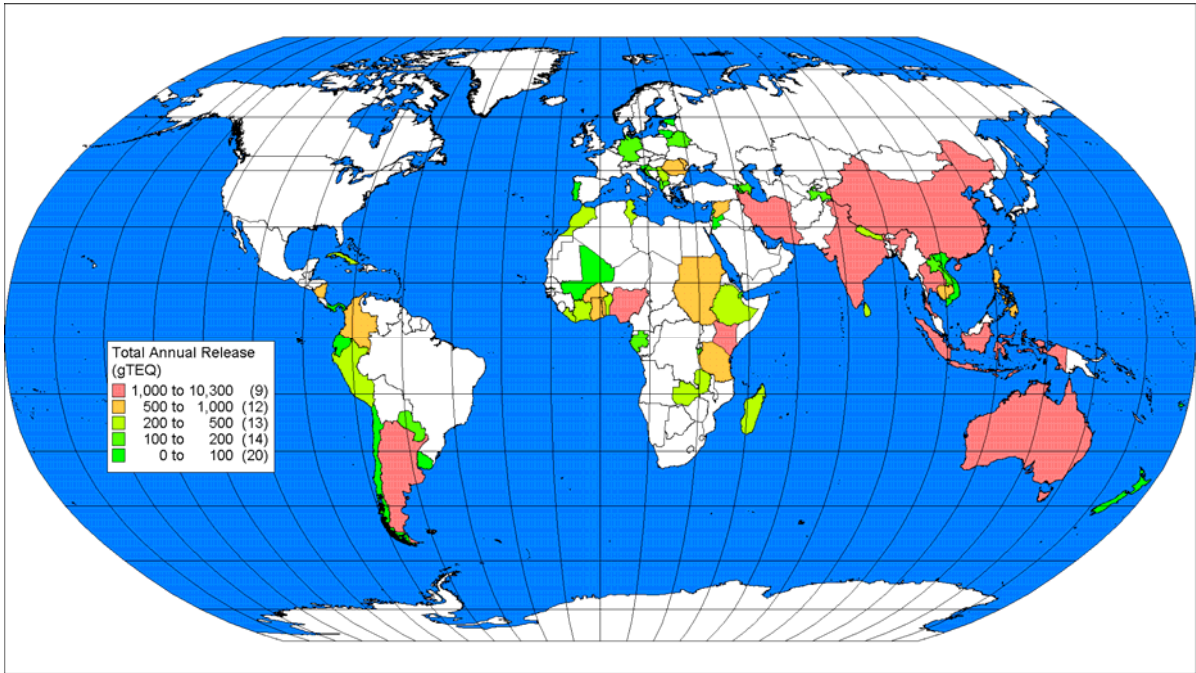 Total Annual Release
(gTEQ)
1,000 to 10,300 (9)
500 to 1,000 (12)
200 to 500 (13)
100 to 200 (14)
0 to 100 (20)